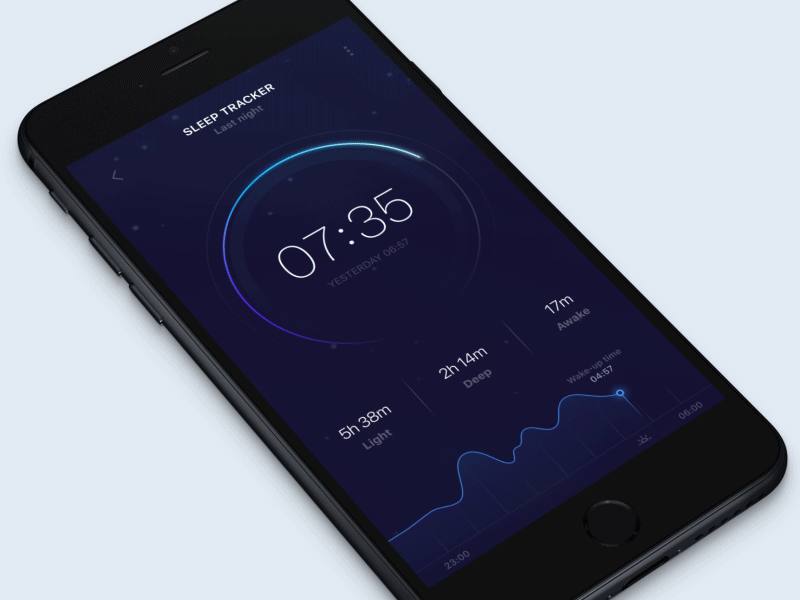 SLEEP TRACKER
Last night
07:35
YESTERDAY 06:57
5h 38m
Light
2h 14m
Deep
17m
Awake
Wake-up time
04:57
23:00
06:00